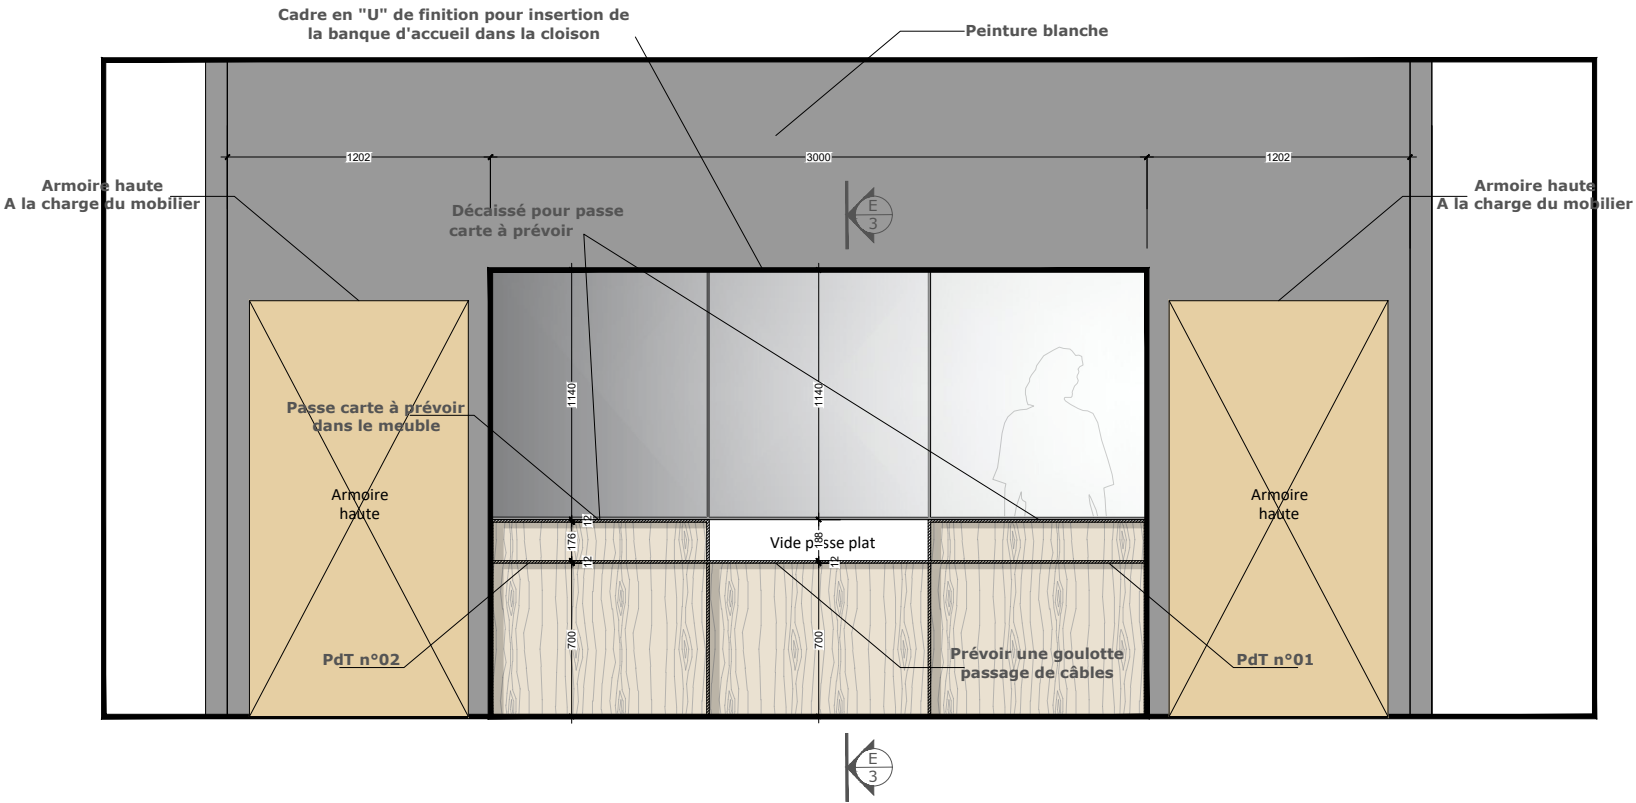 Cadre en "U" de finition pour insertion de
la banque d'accueil dans la cloison
Peinture blanche
1202
3000
1202
Armoire haute
A la charge du mobilier
Armoire haute
A la charge du mobilier
Décaissé pour passe
carte à prévoir
E
3
1140
1140
Passe carte à prévoir
dans le meuble
Armoire
haute
Armoire
haute
12
176
12
Vide passe plat
188
12
700
700
PdT n°02
Prévoir une goulotte
passage de câbles
PdT n°01
E
3